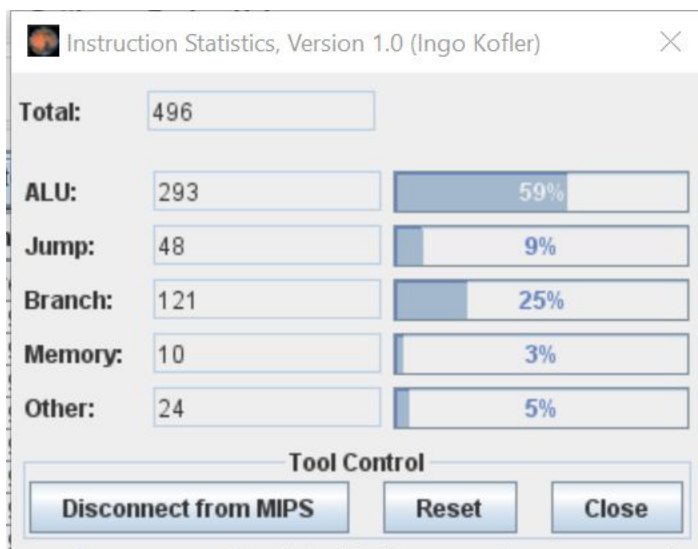 Instruction Statistics, Version 1.0 (Ingo Kofler)
Total: 496
ALU: 293 59%
Jump: 48 9%
Branch: 121 25%
Memory: 10 3%
Other: 24 5%
Tool Control
Disconnect from MIPS Reset Close